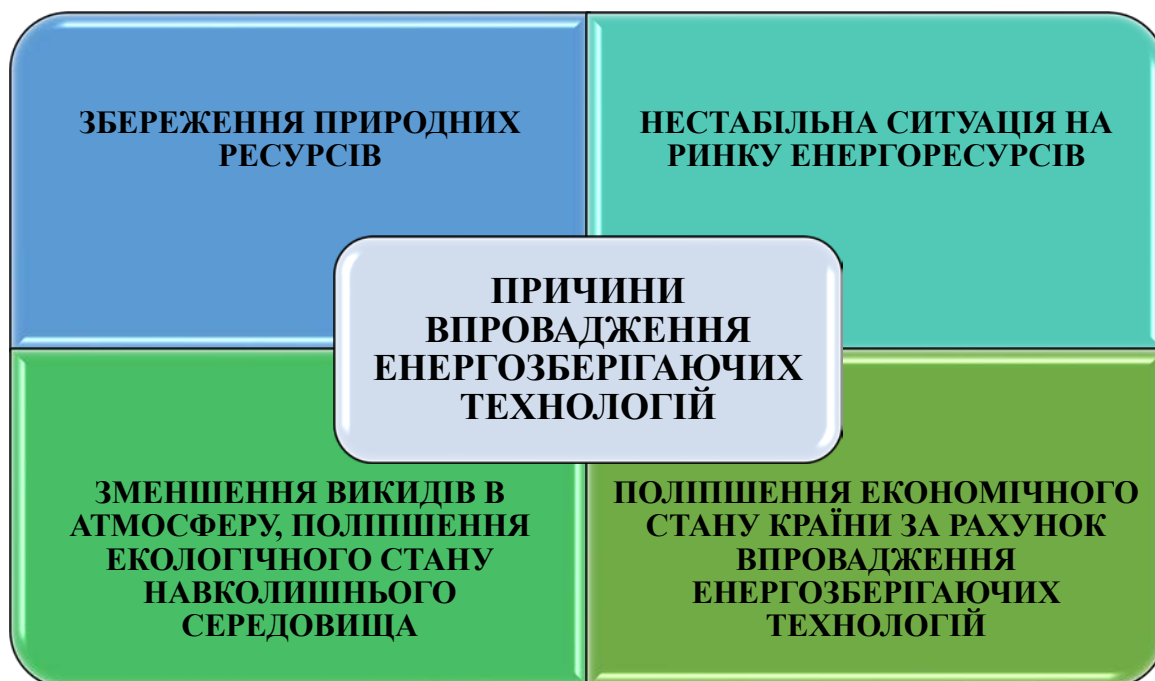 ЗБЕРЕЖЕННЯ ПРИРОДНИХ
РЕСУРСІВ
НЕСТАБІЛЬНА СИТУАЦІЯ НА
РИНКУ ЕНЕРГОРЕСУРСІВ
ПРИЧИНИ
ВПРОВАДЖЕННЯ
ЕНЕРГОЗБЕРІГАЮЧИХ
ТЕХНОЛОГІЙ
ЗМЕНШЕННЯ ВИКИДІВ В
АТМОСФЕРУ, ПОЛІПШЕННЯ
ЕКОЛОГІЧНОГО СТАНУ
НАВКОЛИШНЬОГО
СЕРЕДОВИЩА
ПОЛІПШЕННЯ ЕКОНОМІЧНОГО
СТАНУ КРАЇНИ ЗА РАХУНОК
ВПРОВАДЖЕННЯ
ЕНЕРГОЗБЕРІГАЮЧИХ
ТЕХНОЛОГІЙ